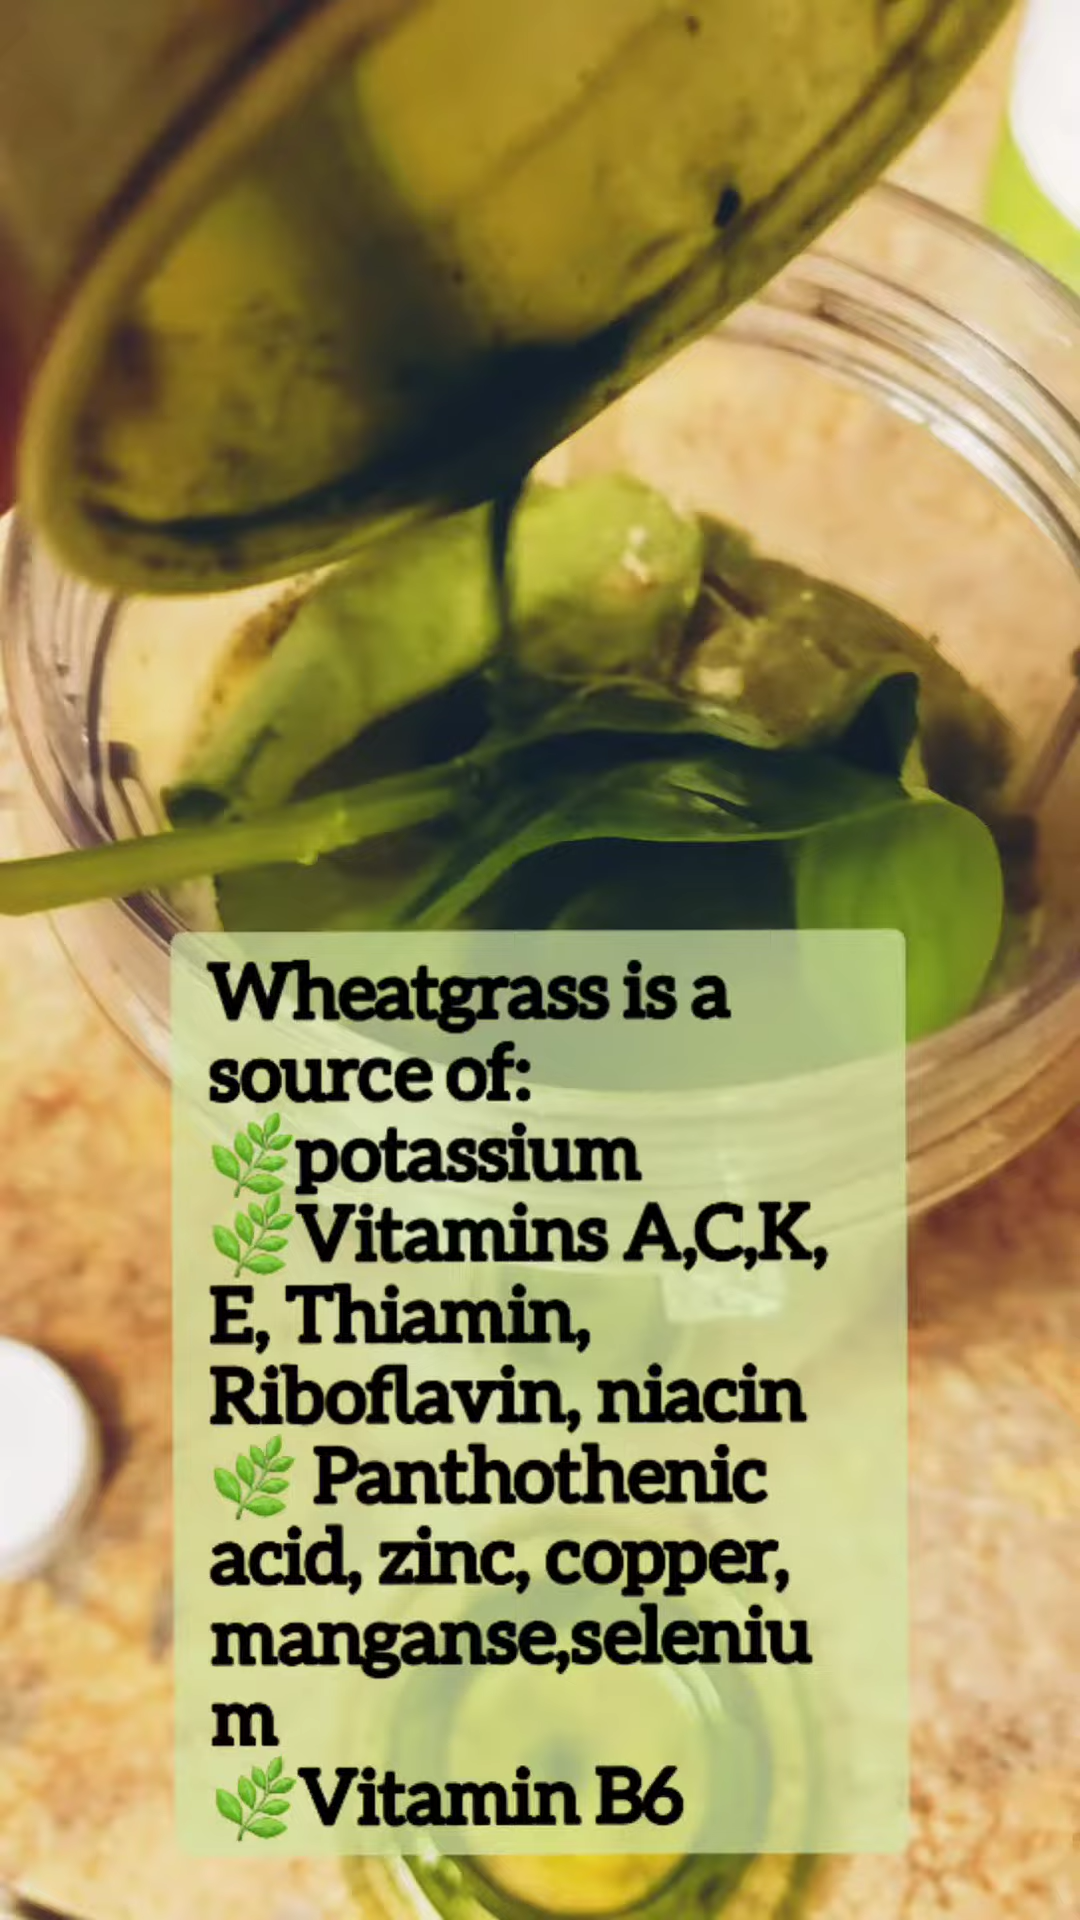 Wheatgrass is a
source of:
🌿potassium
🌿Vitamins A,C,K,
E, Thiamin,
Riboflavin, niacin
🌿 Panthothenic
acid, zinc, copper,
manganse,seleniu
m
🌿Vitamin B6